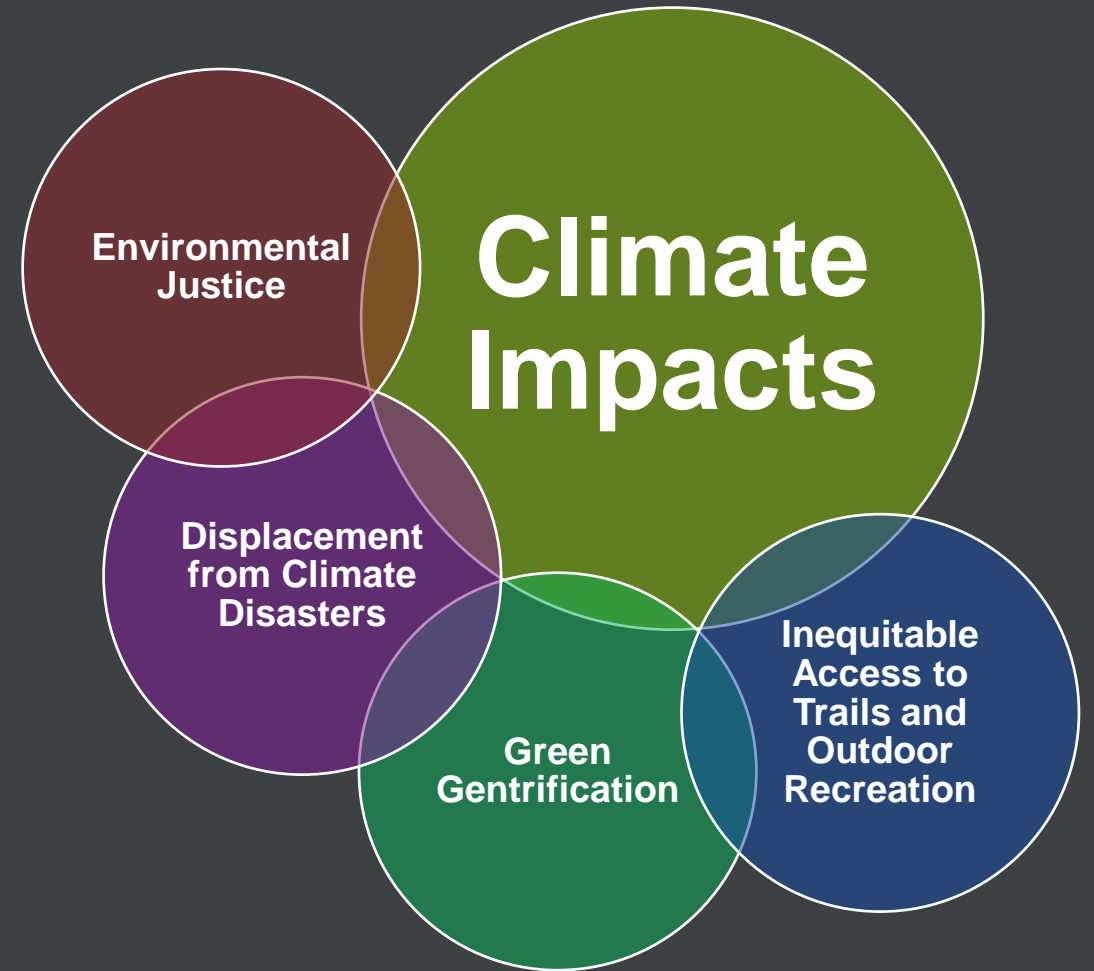 Climate
Impacts
Environmental
Justice
Displacement
from Climate
Disasters
Green
Gentrification
Inequitable
Access to
Trails and
Outdoor
Recreation